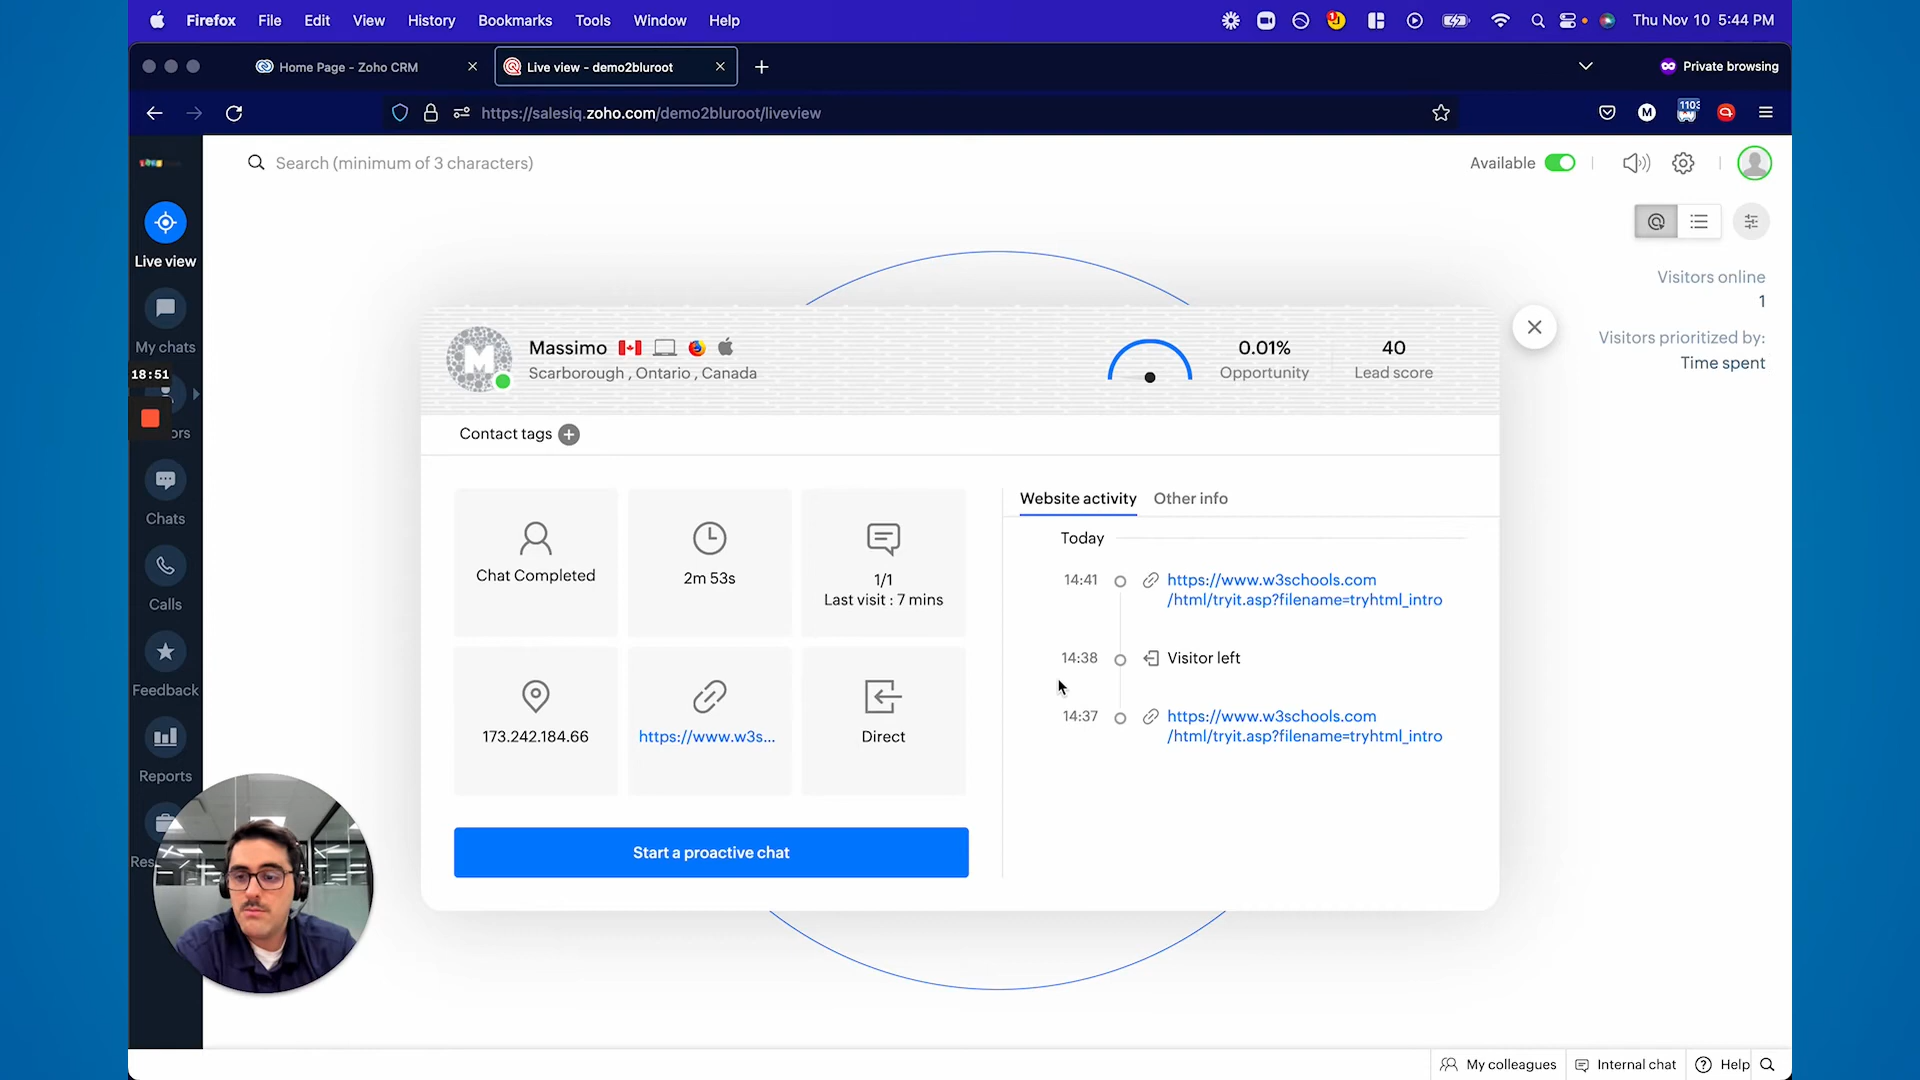 Firefox File Edit View History Bookmarks Tools Window Help
Thu Nov 10 5:44 PM
Home Page - Zoho CRM
Live view - demo2bluroot
Private browsing
https://salesiq.zoho.com/demo2bluroot/liveview
M
1103
Search (minimum of 3 characters)
Available
Live view
My chats
18:51
ors
Chats
Calls
Feedback
Reports
Res
Visitors online
1
Visitors prioritized by:
Time spent
M
Massimo
Scarborough , Ontario , Canada
0.01%
Opportunity
40
Lead score
Contact tags
Chat Completed
2m 53s
1/1
Last visit : 7 mins
173.242.184.66
https://www.w3s...
Direct
Start a proactive chat
Website activity Other info
Today
14:41 https://www.w3schools.com
/html/tryit.asp?filename=tryhtml_intro
14:38 Visitor left
14:37 https://www.w3schools.com
/html/tryit.asp?filename=tryhtml_intro
My colleagues Internal chat Help